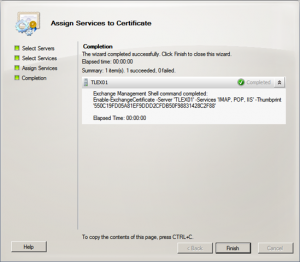 Assign Services to Certificate
Select Servers
Select Services
Assign Services
Completion
Completion
The wizard completed successfully. Click Finish to close this wizard.
Elapsed time: 00:00:00
Summary: 1 item(s). 1 succeeded, 0 failed.
TLEX01
Completed
Exchange Management Shell command completed:
Enable-ExchangeCertificate -Server 'TLEX01' -Services 'IMAP, POP, IIS' -Thumbprint
'550C19FD05A81EF9DDD2CFDB50F98831428C2F88'
Elapsed Time: 00:00:00
To copy the contents of this page, press CTRL+C.
Help
< Back
Finish
Cancel